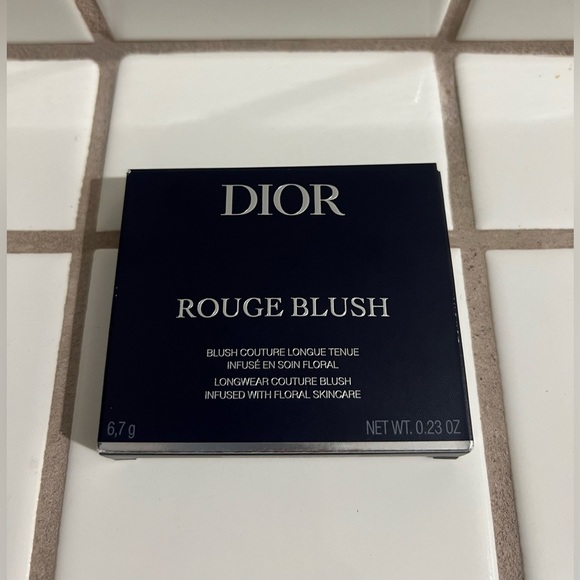 DIOR
ROUGE BLUSH
BLUSH COUTURE LONGUE TENUE
INFUSÉ EN SOIN FLORAL
LONGWEAR COUTURE BLUSH
INFUSED WITH FLORAL SKINCARE
6,7 g NET WT. 0.23 OZ